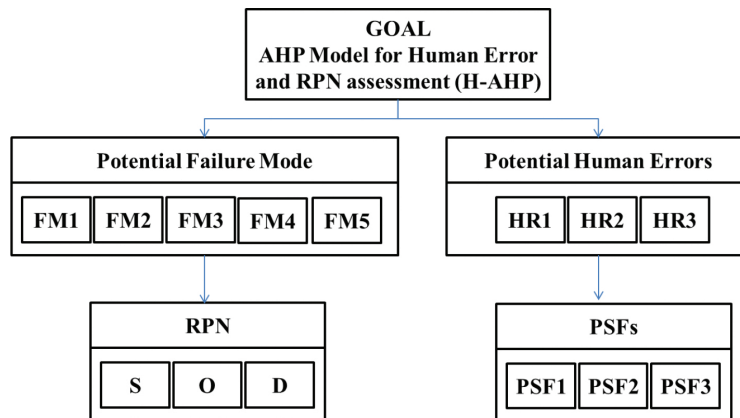 GOAL
AHP Model for Human Error
and RPN assessment (H-AHP)
Potential Failure Mode
FM1 FM2 FM3 FM4 FM5
Potential Human Errors
HR1 HR2 HR3
RPN
S O D
PSFs
PSF1 PSF2 PSF3